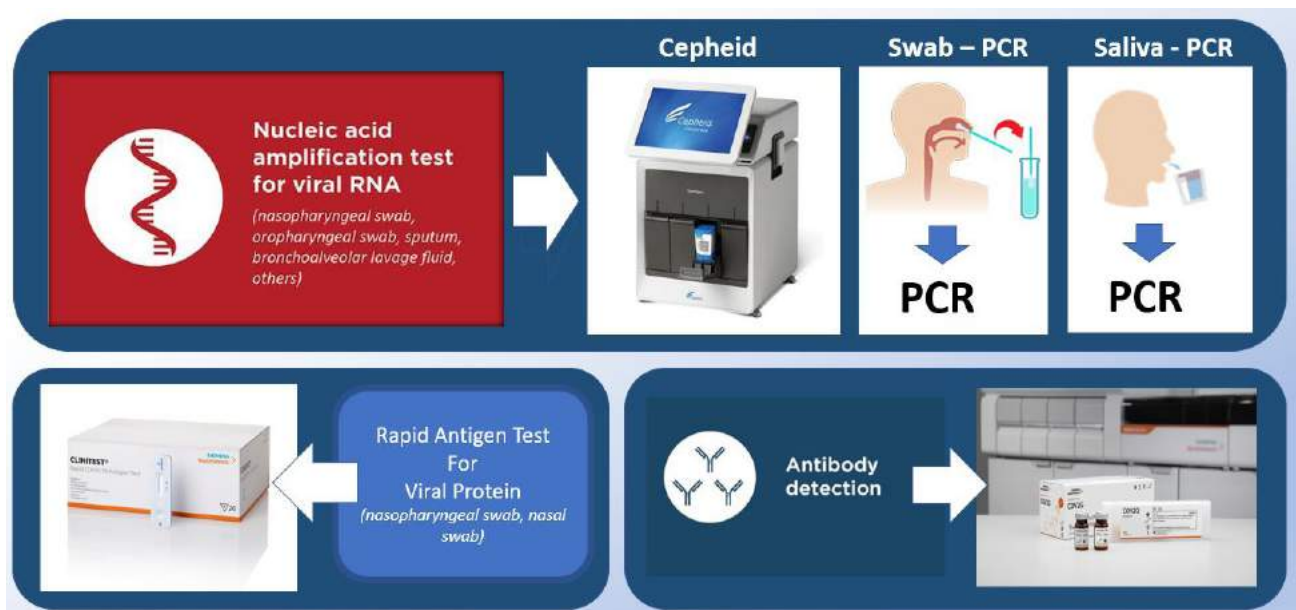 Cepheid
Swab – PCR
Saliva - PCR
Nucleic acid
amplification test
for viral RNA
(nasopharyngeal swab,
oropharyngeal swab, sputum,
bronchoalveolar lavage fluid,
others)
Cepheid
PCR
PCR
CLINITEST®
Rapid Antigen Test
For
Viral Protein
(nasopharyngeal swab, nasal
swab)
Antibody
detection